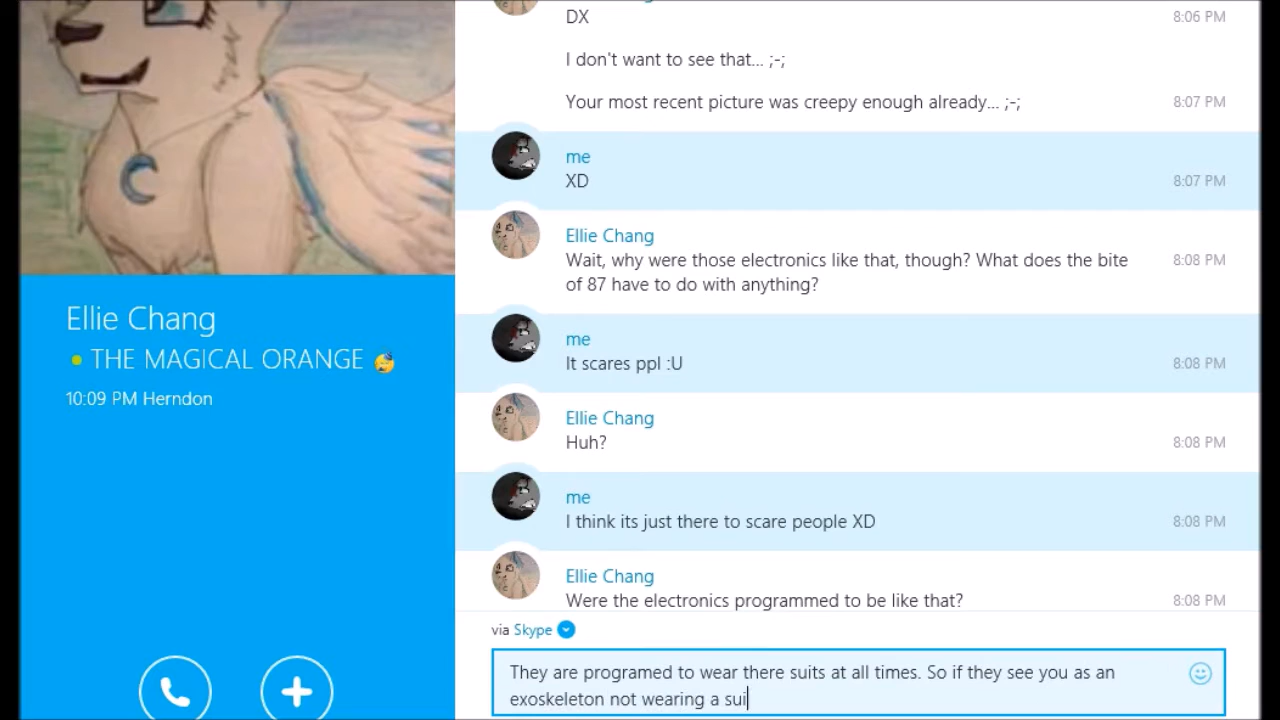 Ellie Chang
THE MAGICAL ORANGE
10:09 PM Herndon
DX
8:06 PM
I don't want to see that... ;-;
Your most recent picture was creepy enough already... ;-;
8:07 PM
me
XD
8:07 PM
Ellie Chang
Wait, why were those electronics like that, though? What does the bite
of 87 have to do with anything?
8:08 PM
me
It scares ppl :U
8:08 PM
Ellie Chang
Huh?
8:08 PM
me
I think its just there to scare people XD
8:08 PM
Ellie Chang
Were the electronics programmed to be like that?
8:08 PM
via Skype
They are programed to wear there suits at all times. So if they see you as an
exoskeleton not wearing a sui